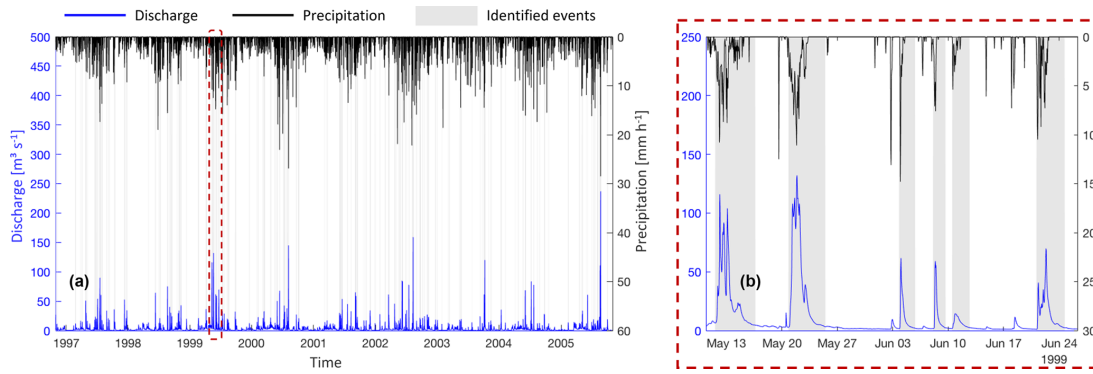 Discharge Precipitation Identified events
500 450 400 350 300 250 200 150 100 50 0
Discharge [m³ s⁻¹]
0 10 20 30 40 50 60
Precipitation [mm h⁻¹]
(a)
1997 1998 1999 2000 2001 2002 2003 2004 2005
Time
250 200 150 100 50 0
0 5 10 15 20 25 30
(b)
May 13 May 20 May 27 Jun 03 Jun 10 Jun 17 Jun 24
1999